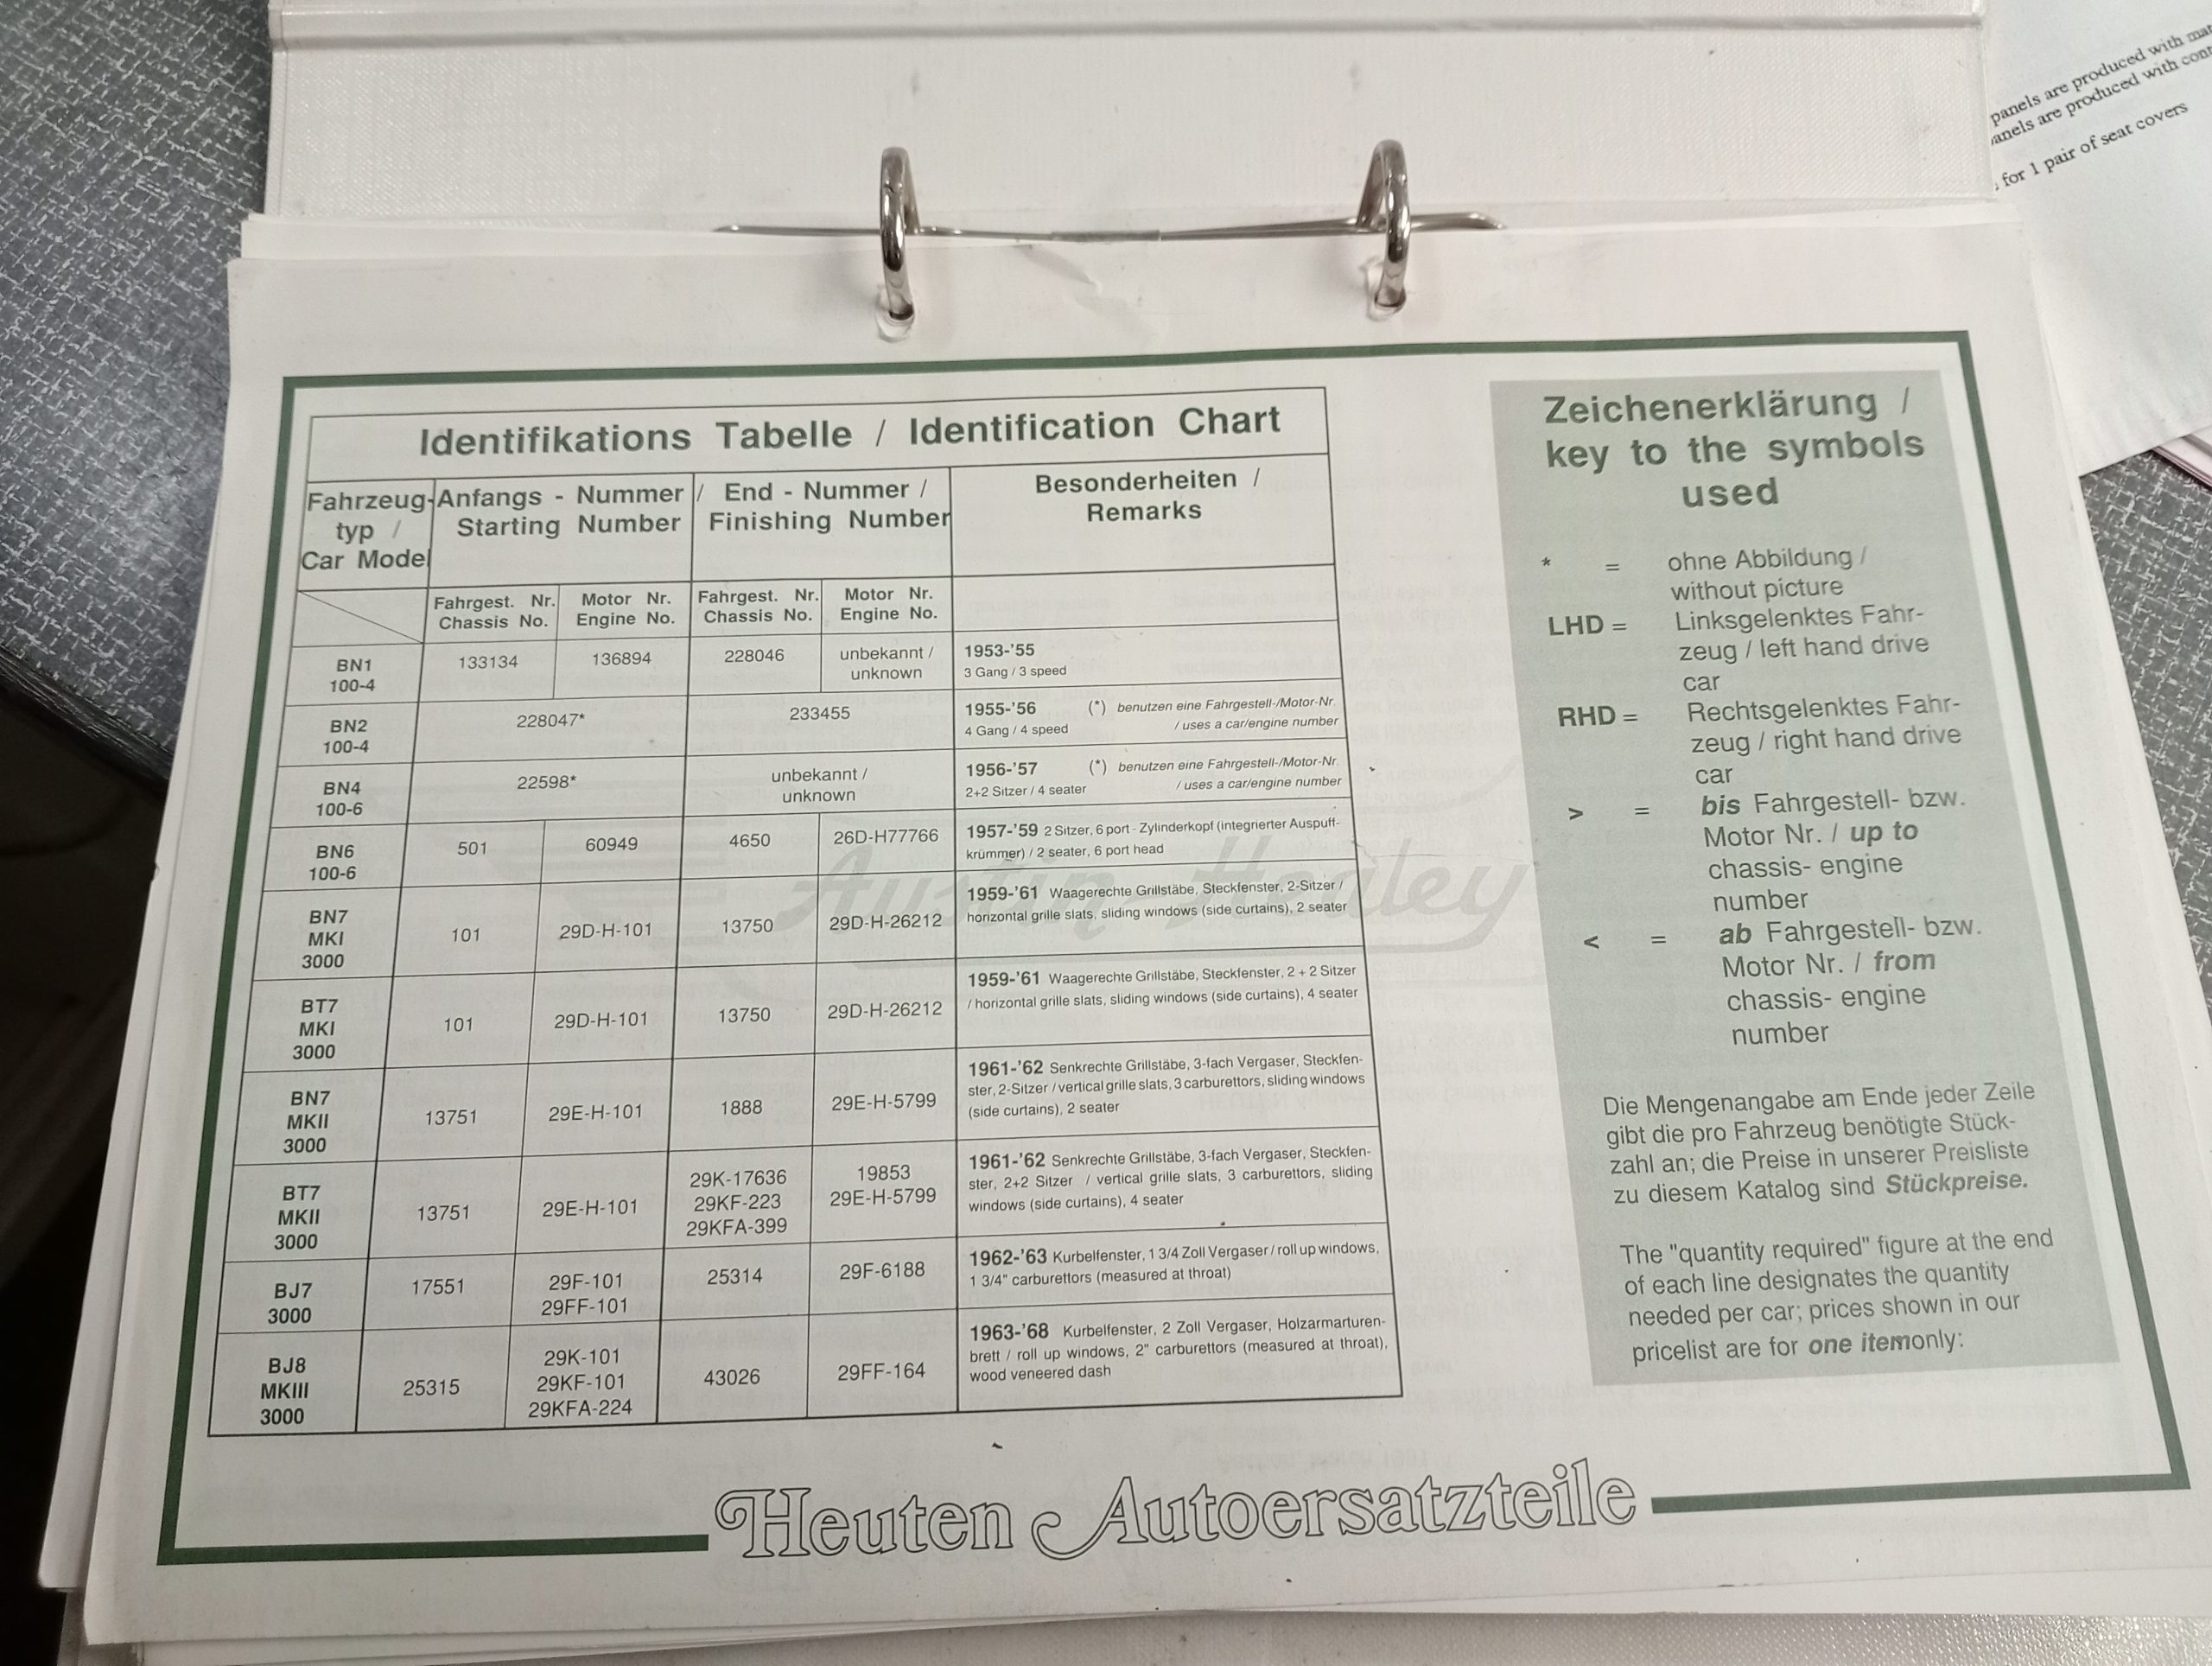 panels are produced with
anels are produced with
for 1 pair of seat covers
Identifikations Tabelle / Identification Chart
Fahrzeug-
typ /
Car Model
Anfangs - Nummer /
Starting Number
End - Nummer /
Finishing Number
Besonderheiten /
Remarks
Fahrgest. Nr.
Chassis No.
Motor Nr.
Engine No.
Fahrgest. Nr.
Chassis No.
Motor Nr.
Engine No.
BN1
100-4
133134
136894
228046
unbekannt /
unknown
1953-'55
3 Gang / 3 speed
BN2
100-4
228047*
233455
1955-'56 (*) benutzen eine Fahrgestell-/Motor-Nr.
4 Gang / 4 speed / uses a car/engine number
BN4
100-6
22598*
unbekannt /
unknown
1956-'57 (*) benutzen eine Fahrgestell-/Motor-Nr.
2+2 Sitzer / 4 seater / uses a car/engine number
BN6
100-6
501
60949
4650
26D-H77766
1957-'59 2 Sitzer, 6 port - Zylinderkopf (integrierter Auspuff-
krümmer) / 2 seater, 6 port head
BN7
MKI
3000
101
29D-H-101
13750
29D-H-26212
1959-'61 Waagerechte Grillstäbe, Steckfenster, 2-Sitzer /
horizontal grille slats, sliding windows (side curtains), 2 seater
BT7
MKI
3000
101
29D-H-101
13750
29D-H-26212
1959-'61 Waagerechte Grillstäbe, Steckfenster, 2 + 2 Sitzer
/ horizontal grille slats, sliding windows (side curtains), 4 seater
BN7
MKII
3000
13751
29E-H-101
1888
29E-H-5799
1961-'62 Senkrechte Grillstäbe, 3-fach Vergaser, Steckfen-
ster, 2-Sitzer / vertical grille slats, 3 carburettors, sliding windows
(side curtains), 2 seater
BT7
MKII
3000
13751
29E-H-101
29K-17636
29KF-223
29KFA-399
19853
29E-H-5799
1961-'62 Senkrechte Grillstäbe, 3-fach Vergaser, Steckfen-
ster, 2+2 Sitzer / vertical grille slats, 3 carburettors, sliding
windows (side curtains), 4 seater
BJ7
3000
17551
29F-101
29FF-101
25314
29F-6188
1962-'63 Kurbelfenster, 1 3/4 Zoll Vergaser / roll up windows,
1 3/4" carburettors (measured at throat)
BJ8
MKIII
3000
25315
29K-101
29KF-101
29KFA-224
43026
29FF-164
1963-'68 Kurbelfenster, 2 Zoll Vergaser, Holzarmarturen-
brett / roll up windows, 2" carburettors (measured at throat),
wood veneered dash
Austin-Healey
Zeichenerklärung /
key to the symbols
used
* = ohne Abbildung /
without picture
LHD = Linksgelenktes Fahr-
zeug / left hand drive
car
RHD = Rechtsgelenktes Fahr-
zeug / right hand drive
car
> = bis Fahrgestell- bzw.
Motor Nr. / up to
chassis- engine
number
< = ab Fahrgestell- bzw.
Motor Nr. / from
chassis- engine
number
Die Mengenangabe am Ende jeder Zeile
gibt die pro Fahrzeug benötigte Stück-
zahl an; die Preise in unserer Preisliste
zu diesem Katalog sind Stückpreise.
The "quantity required" figure at the end
of each line designates the quantity
needed per car; prices shown in our
pricelist are for one itemonly:
Heuten Autoersatzteile